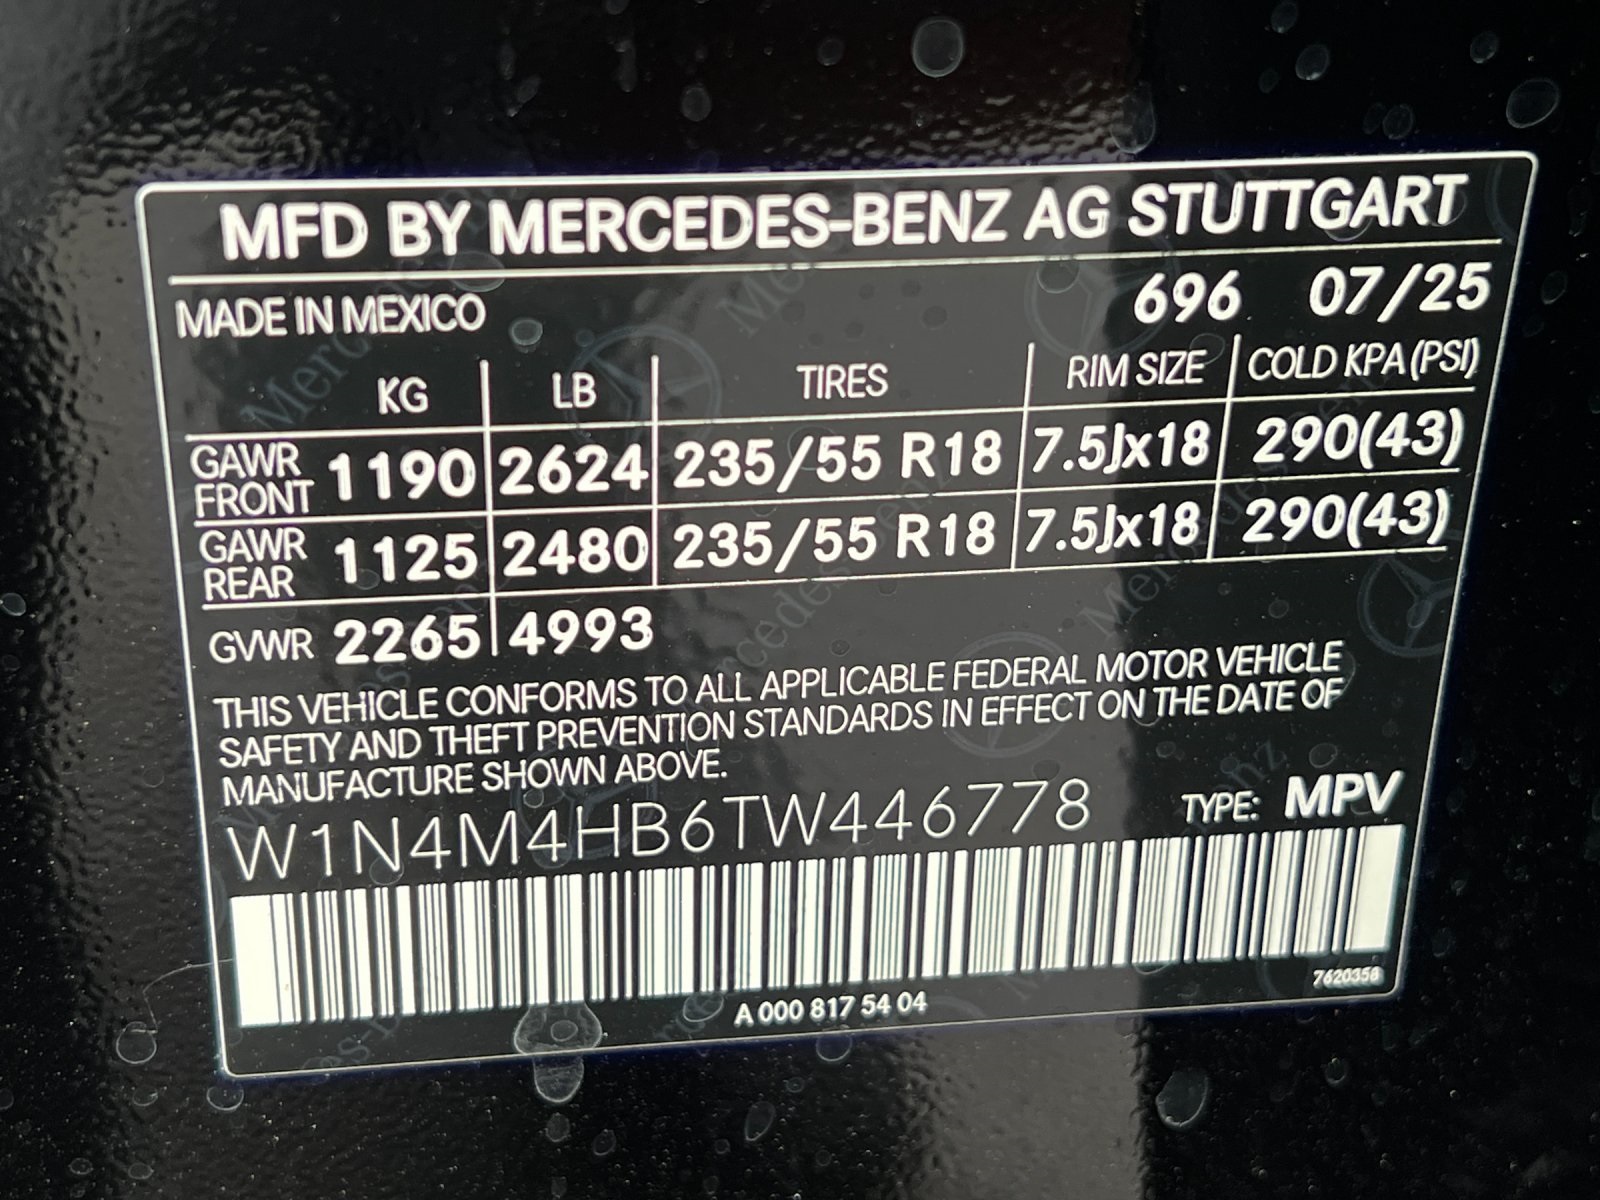 MFD BY MERCEDES-BENZ AG STUTTGART
MADE IN MEXICO 696 07/25
KG LB TIRES RIM SIZE COLD KPA (PSI)
GAWR FRONT 1190 2624 235/55 R18 7.5Jx18 290(43)
GAWR REAR 1125 2480 235/55 R18 7.5Jx18 290(43)
GVWR 2265 4993
THIS VEHICLE CONFORMS TO ALL APPLICABLE FEDERAL MOTOR VEHICLE
SAFETY AND THEFT PREVENTION STANDARDS IN EFFECT ON THE DATE OF
MANUFACTURE SHOWN ABOVE.
W1N4M4HB6TW446778 TYPE: MPV
7620358
A 000 817 54 04